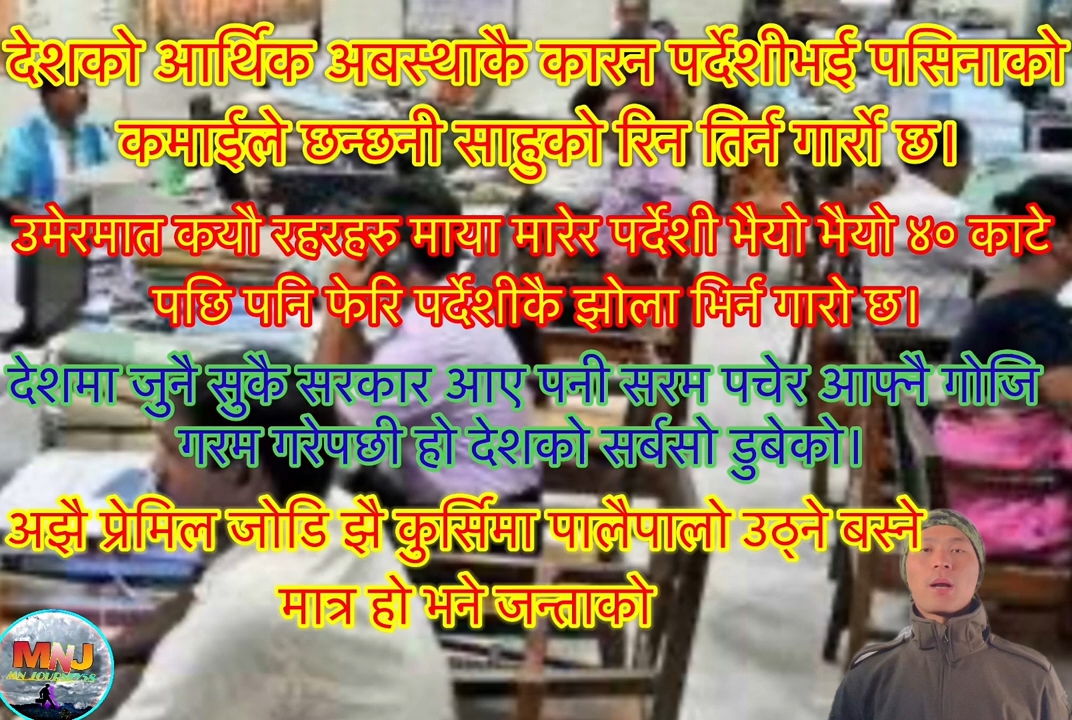 देशको आर्थिक अबस्थाकै कारन पर्देशीभई पसिनाको
कमाईले छन्छनी साहुको रिन तिर्न गार्रो छ।
उमेरमात कयौ रहरहरु माया मारेर पर्देशी भैयो भैयो ४० काटे
पछि पनि फेरि पर्देशीकै झोला भिर्न गारो छ।
देशमा जुनै सुकै सरकार आए पनी सरम पचेर आफ्नै गोजि
गरम गरेपछी हो देशको सर्बसो डुबेको।
अझै प्रेमिल जोडि झै कुर्सिमा पालैपालो उठ्ने बस्ने
मात्र हो भने जन्ताको
MNJ